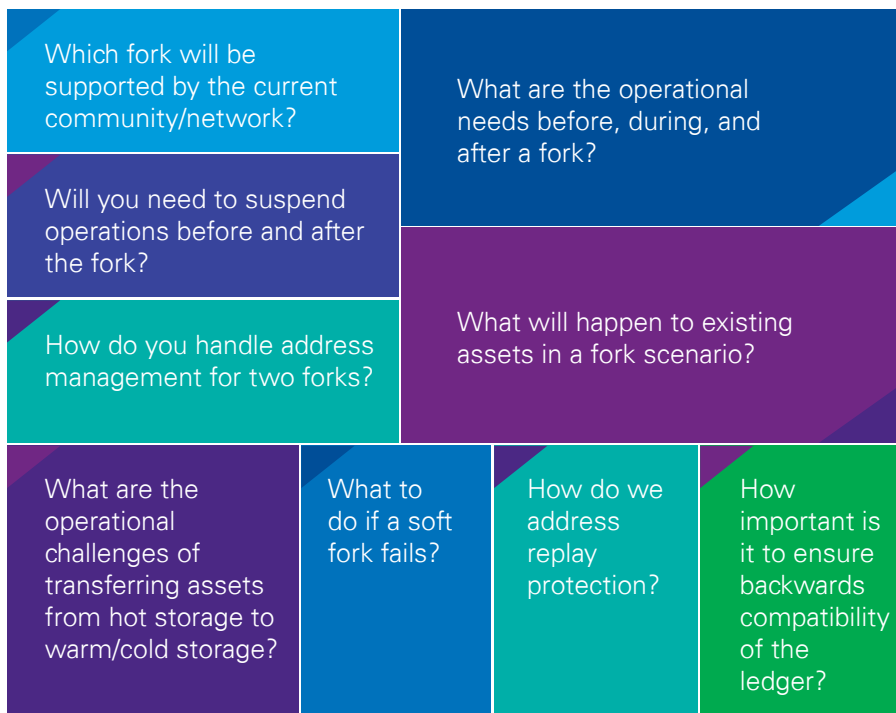 Which fork will be
supported by the current
community/network?
What are the operational
needs before, during, and
after a fork?
Will you need to suspend
operations before and after
the fork?
What will happen to existing
assets in a fork scenario?
How do you handle address
management for two forks?
What are the
operational
challenges of
transferring assets
from hot storage to
warm/cold storage?
What to
do if a soft
fork fails?
How do we
address
replay
protection?
How
important is
it to ensure
backwards
compatibility
of the
ledger?